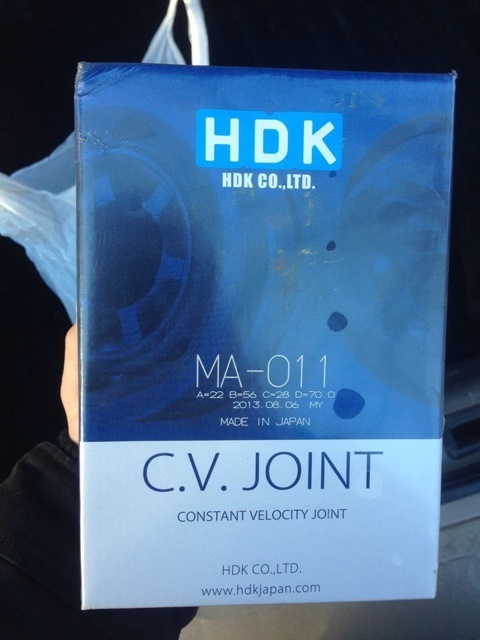 HDK
HDK CO.,LTD.
MA-011
A=22 B=56 C=28 D=70.0
2013.08.06 MY
MADE IN JAPAN
C.V. JOINT
CONSTANT VELOCITY JOINT
HDK CO.,LTD.
www.hdkjapan.com